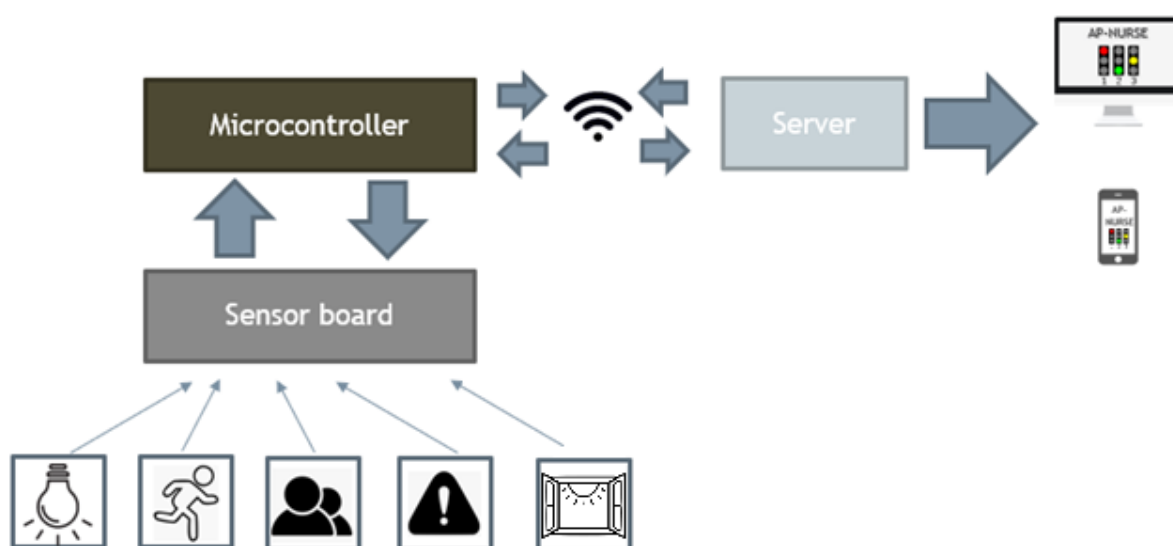 AP-NURSE
1 2 3
Microcontroller
Server
AP-
NURSE
Sensor board